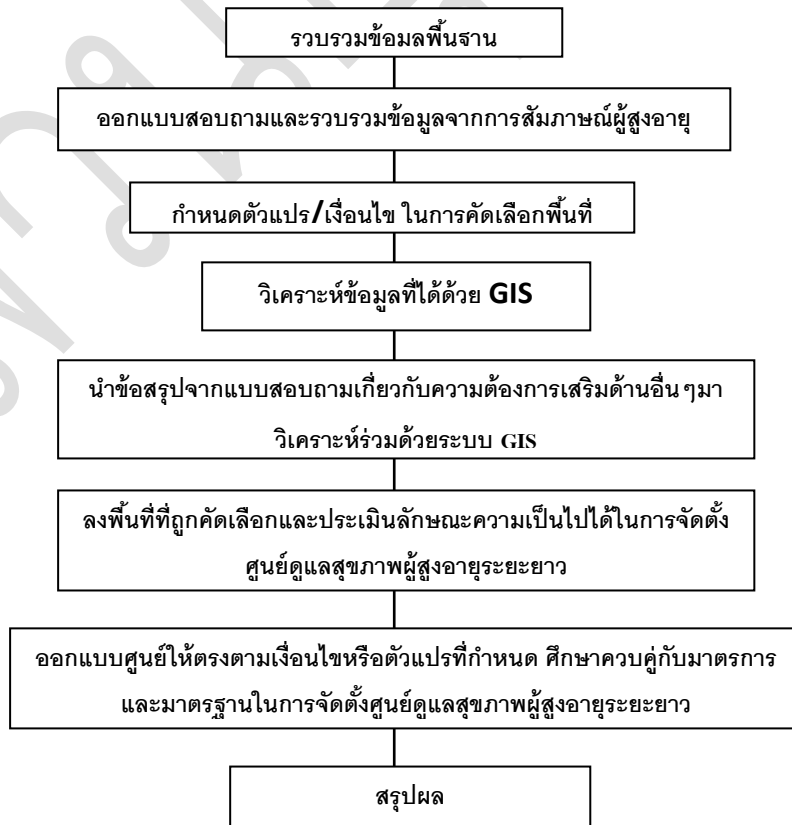 รวบรวมข้อมลพื้นฐาน
ออกแบบสอบถามและรวบรวมข้อมูลจากการสัมภาษณ์ผู้สูงอายุ
กำหนดตัวแปร/เงื่อนไข ในการคัดเลือกพื้นที่
วิเคราะห์ข้อมูลที่ได้ด้วย GIS
นำข้อสรุปจากแบบสอบถามเกี่ยวกับความต้องการเสริมด้านอื่นๆมา
วิเคราะห์ร่วมด้วยระบบ GIS
ลงพื้นที่ที่ถูกคัดเลือกและประเมินลักษณะความเป็นไปได้ในการจัดตั้ง
ศูนย์ดูแลสุขภาพผู้สูงอายุระยะยาว
ออกแบบศูนย์ให้ตรงตามเงื่อนไขหรือตัวแปรที่กำหนด ศึกษาควบคู่กับมาตรการ
และมาตรฐานในการจัดตั้งศูนย์ดูแลสุขภาพผู้สูงอายุระยะยาว
สรุปผล